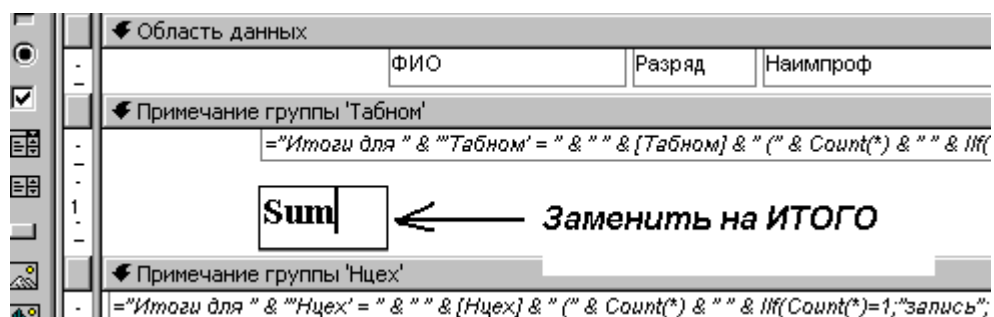 Область данных
ФИО Разряд Наимпроф
Примечание группы 'Табном'
="Итоги для " & "'Табном' = " & " " & [Табном] & " (" & Count(*) & " " & IIf(
1
Sum Заменить на ИТОГО
Примечание группы 'Нцех'
="Итоги для " & "'Нцех' = " & " " & [Нцех] & " (" & Count(*) & " " & IIf(Count(*)=1;"запись";